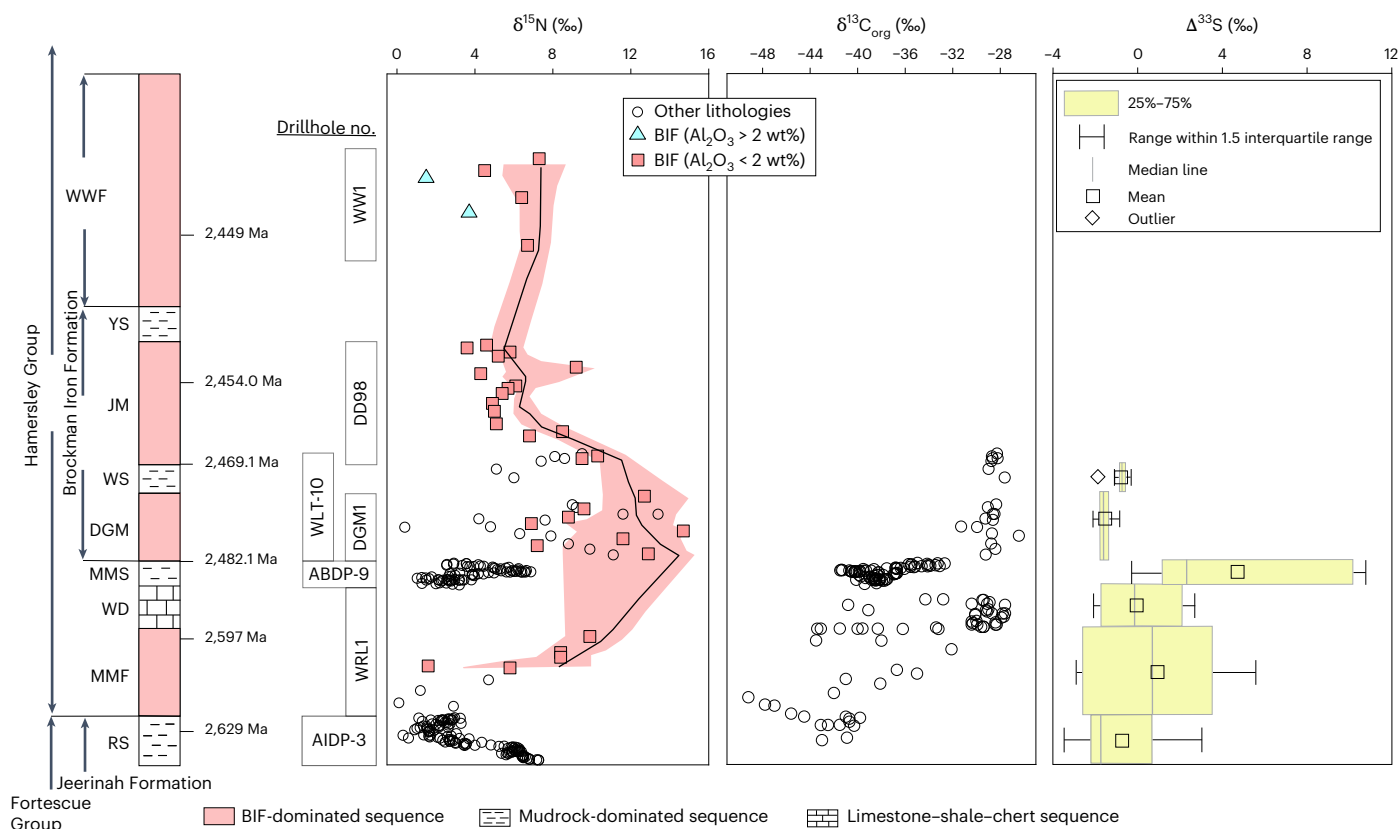 δ15N (‰)
δ13Corg (‰)
Δ33S (‰)
0 4 8 12 16
−48 −44 −40 −36 −32 −28
−4 0 4 8 12
Other lithologies
BIF (Al2O3 > 2 wt%)
BIF (Al2O3 < 2 wt%)
25%–75%
Range within 1.5 interquartile range
Median line
Mean
Outlier
Drillhole no.
Hamersley Group
Brockman Iron Formation
WWF
YS
JM
WS
DGM
MMS
WD
MMF
RS
2,449 Ma
2,454.0 Ma
2,469.1 Ma
2,482.1 Ma
2,597 Ma
2,629 Ma
WW1
DD98
WLT-10
DGM1
ABDP-9
WRL1
AIDP-3
Jeerinah Formation
Fortescue
Group
BIF-dominated sequence
Mudrock-dominated sequence
Limestone–shale–chert sequence